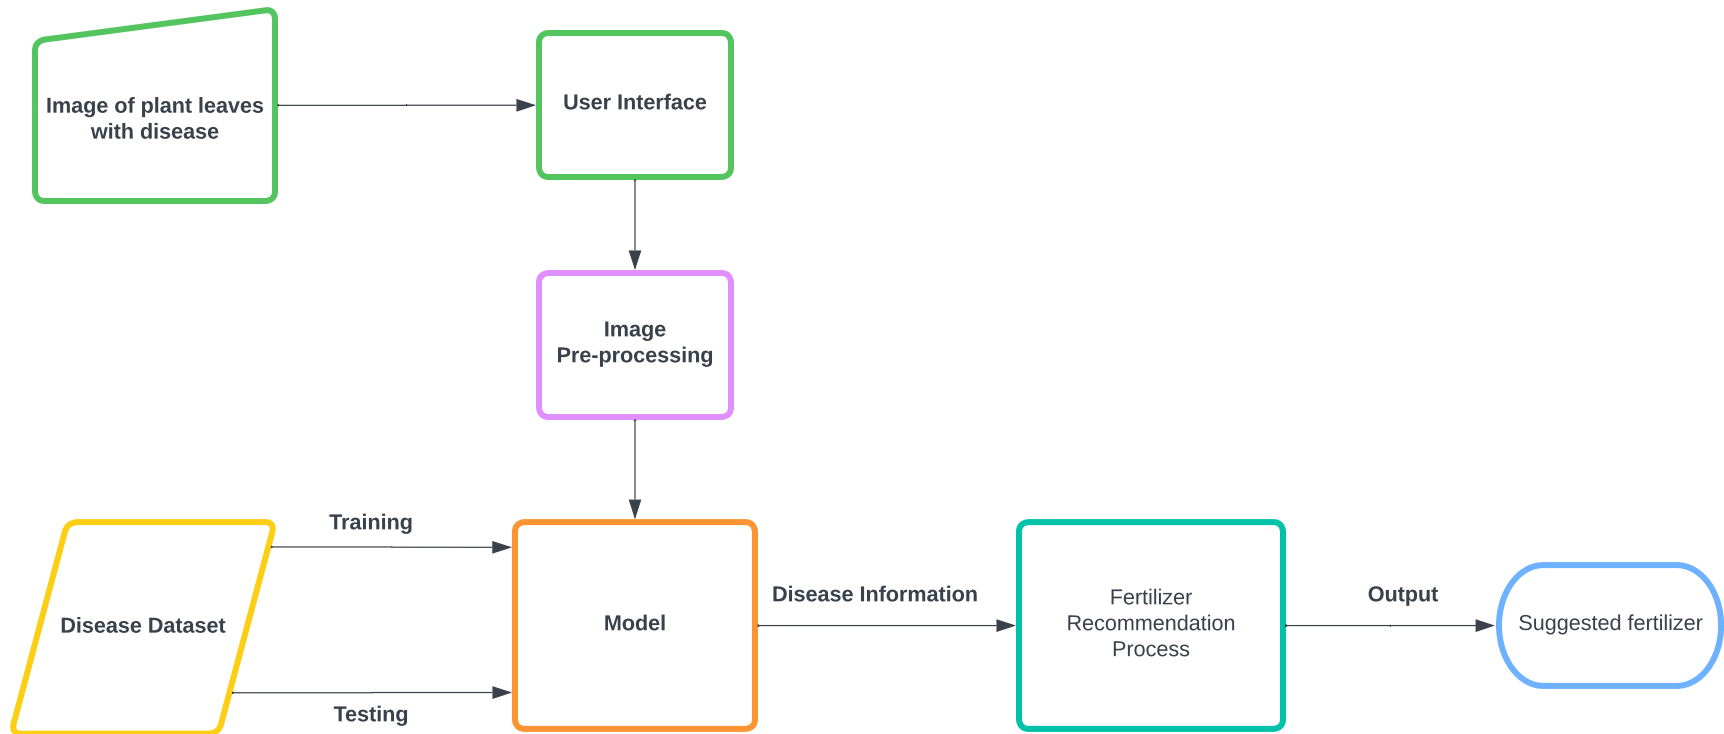 Image of plant leaves
with disease
User Interface
Image
Pre-processing
Training
Disease Dataset
Testing
Model
Disease Information
Fertilizer
Recommendation
Process
Output
Suggested fertilizer